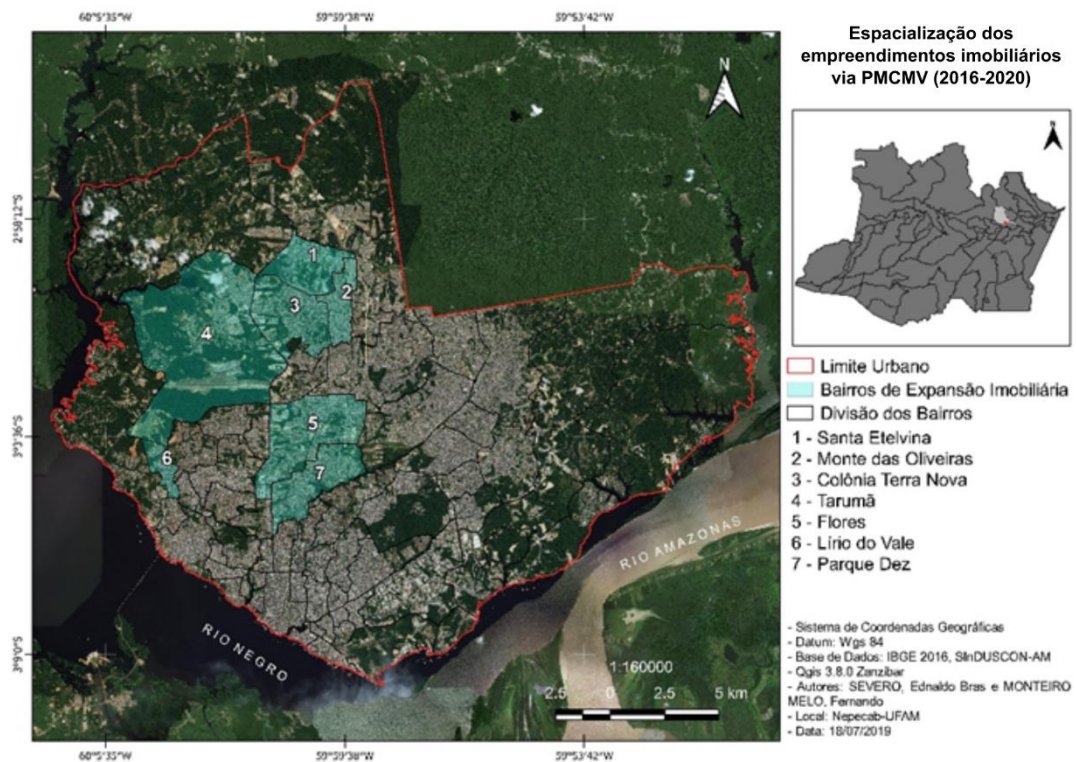 60°5'35"W 59°59'38"W 59°53'42"W
Espacialização dos
empreendimentos imobiliários
via PMCMV (2016-2020)
N
N
2°58'12"S
3°3'36"S
3°9'0"S
1
2
3
4
5
6
7
RIO AMAZONAS
RIO NEGRO
1:160000
2.5 0 2.5 5 km
60°5'35"W 59°59'38"W 59°53'42"W
Limite Urbano
Bairros de Expansão Imobiliária
Divisão dos Bairros
1 - Santa Etelvina
2 - Monte das Oliveiras
3 - Colônia Terra Nova
4 - Tarumã
5 - Flores
6 - Lírio do Vale
7 - Parque Dez
- Sistema de Coordenadas Geográficas
- Datum: Wgs 84
- Base de Dados: IBGE 2016, SInDUSCON-AM
- Qgis 3.8.0 Zanzibar
- Autores: SEVERO, Ednaldo Bras e MONTEIRO
MELO, Fernando
- Local: Nepecab-UFAM
- Data: 18/07/2019